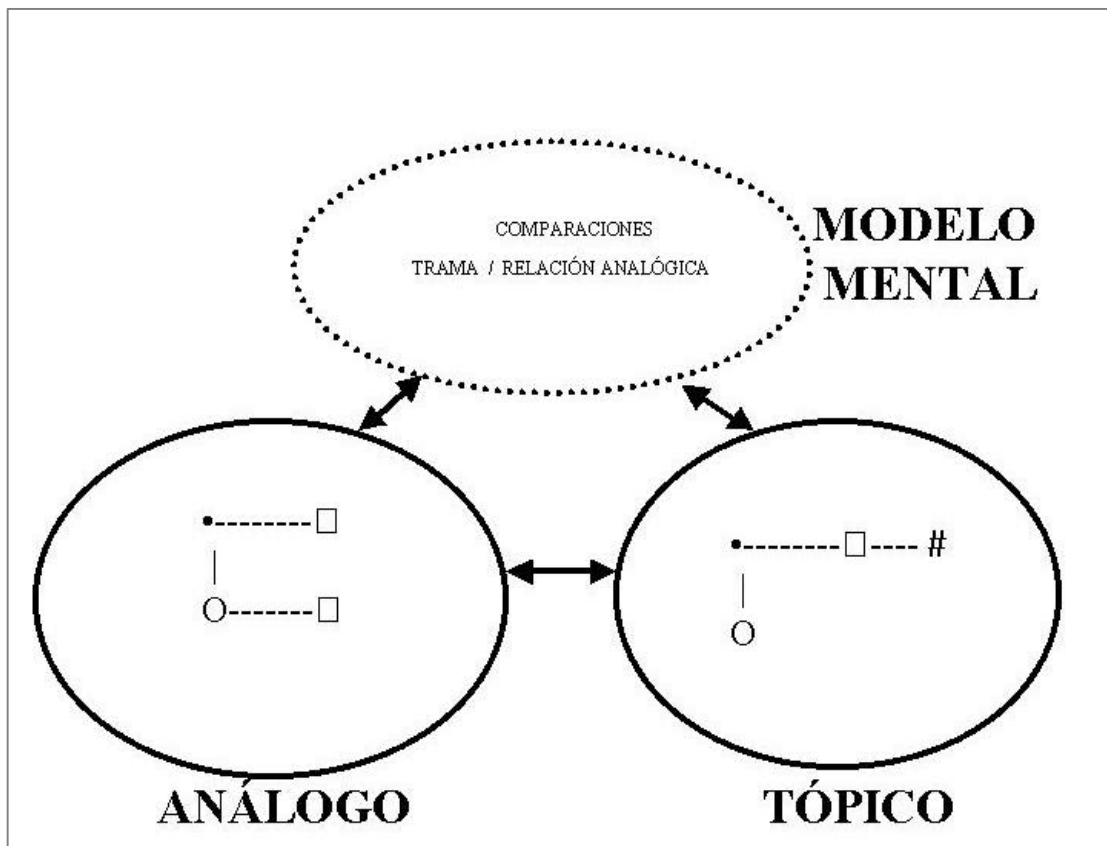 COMPARACIONES
TRAMA / RELACIÓN ANALÓGICA
MODELO
MENTAL
•---------□
|
O--------□
•---------□---- #
|
O
ANÁLOGO
TÓPICO